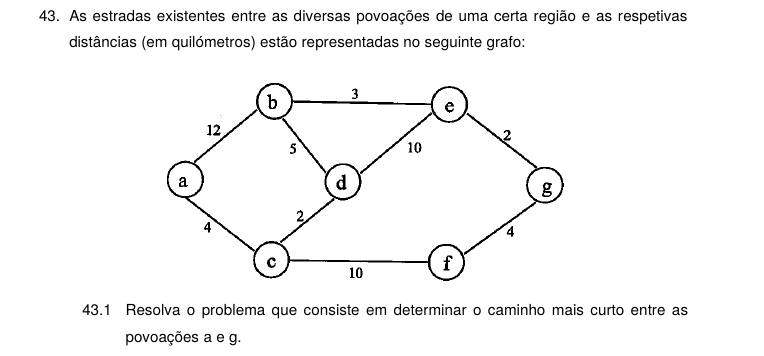 43. As estradas existentes entre as diversas povoações de uma certa região e as respetivas
distâncias (em quilómetros) estão representadas no seguinte grafo:
b 3 e
12 5 10 2
a d g
4 2 4
c 10 f
43.1 Resolva o problema que consiste em determinar o caminho mais curto entre as
povoações a e g.